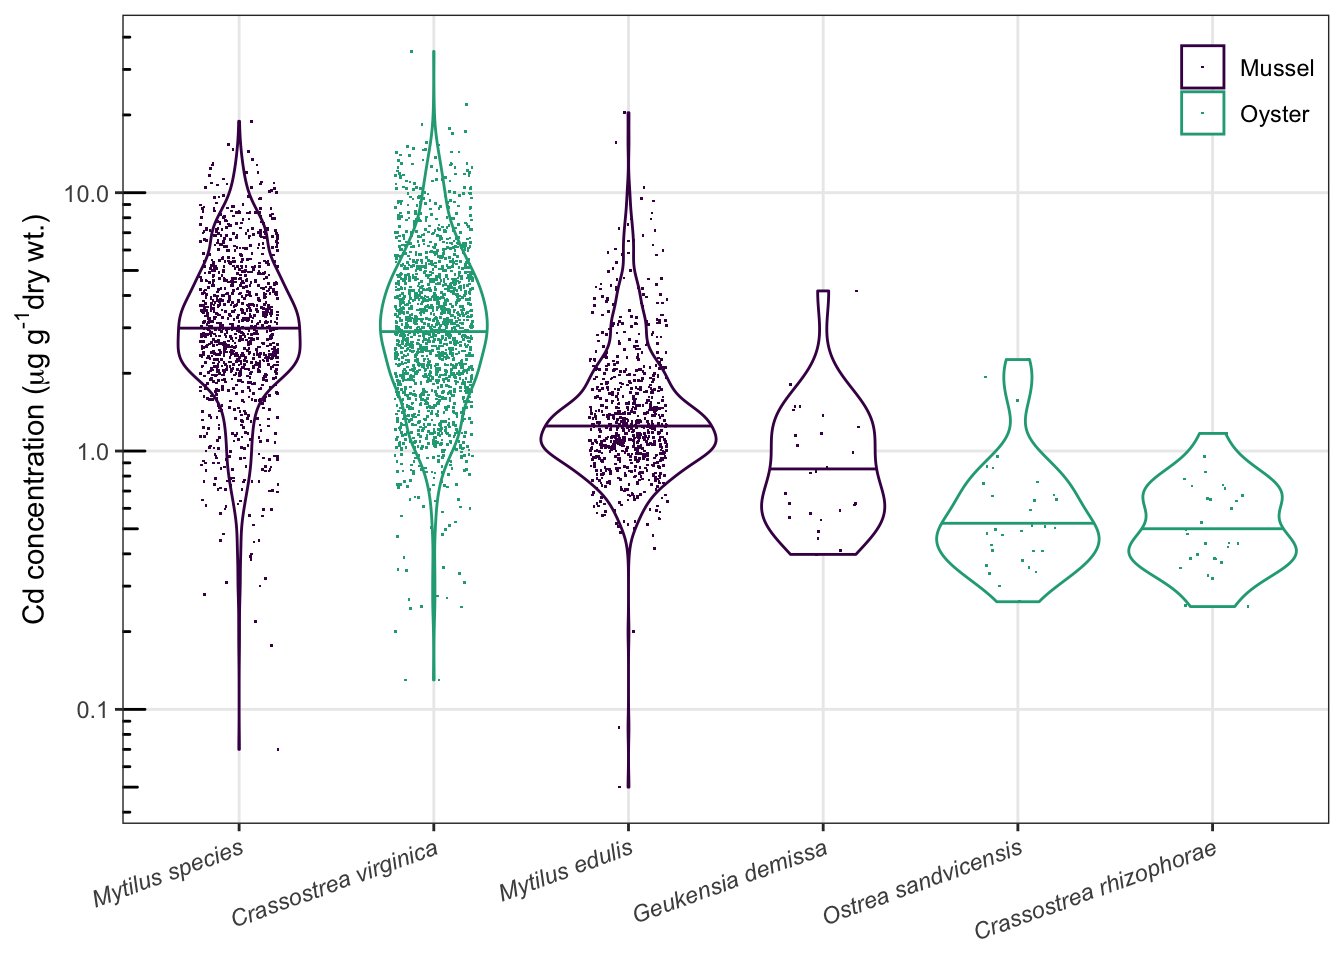 Mussel
Oyster
10.0
1.0
0.1
Cd concentration (µg g⁻¹ dry wt.)
Mytilus species
Crassostrea virginica
Mytilus edulis
Geukensia demissa
Ostrea sandvicensis
Crassostrea rhizophorae